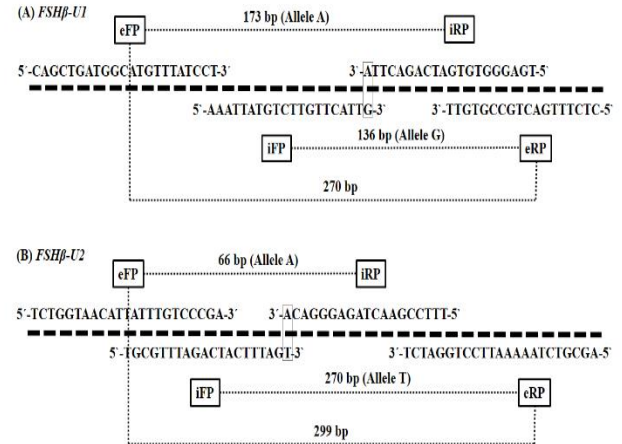 (A) FSHβ-U1
173 bp (Allele A)
eFP iRP
5´-CAGCTGATGGCATGTTTATCCT-3´ 3`-ATTCAGACTAGTGTGGGAGT-5`
5`-AAATTATGTCTTGTTCATTG-3` 3`-TTGTGCCGTCAGTTTCTC-5`
136 bp (Allele G)
iFP eRP
270 bp
(B) FSHβ-U2
66 bp (Allele A)
eFP iRP
5´-TCTGGTAACATTATTTGTCCCGA-3´ 3´-ACAGGGAGATCAAGCCTTT-5`
5`-TGCGTTTAGACTACTTTAGT-3` 3`-TCTAGGTCCTTAAAAATCTGCGA-5`
270 bp (Allele T)
iFP eRP
299 bp